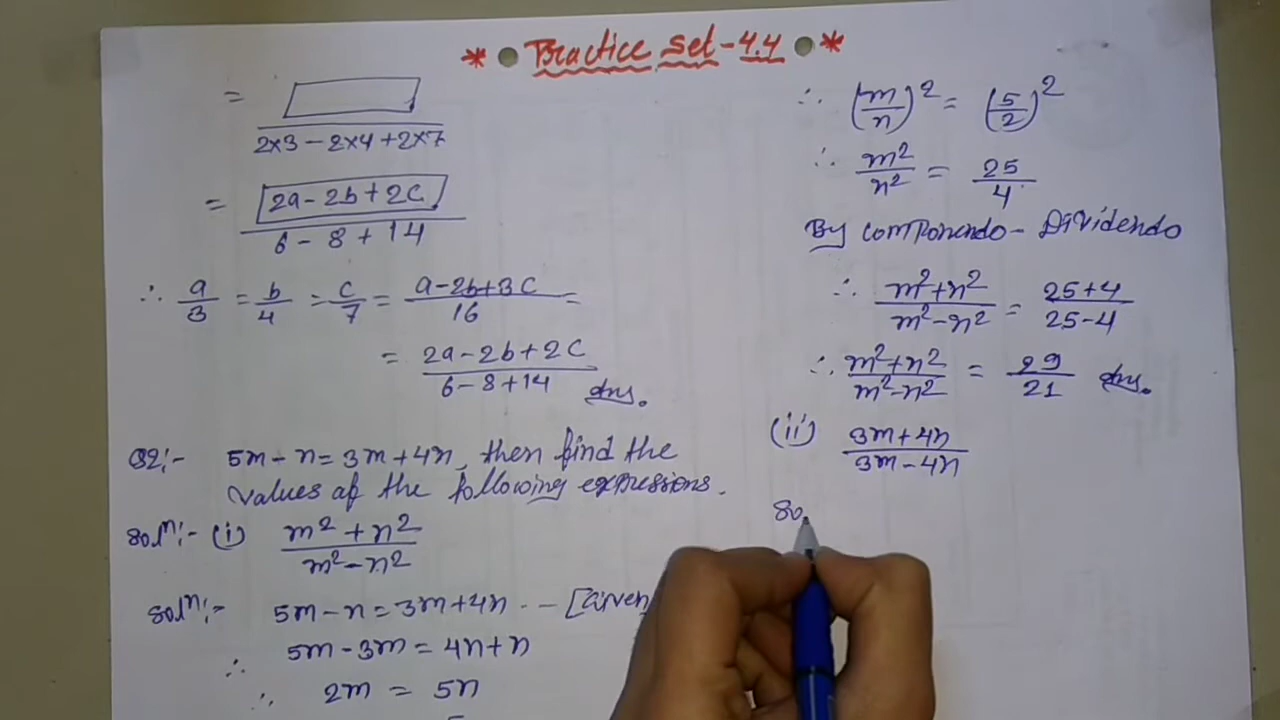 * Practice set - 4.4 *
=
2×3 - 2×4 + 2×7
= 2a - 2b + 2c
6 - 8 + 14
∴ a/3 = b/4 = c/7 = a-2b+3c/16 =
= 2a - 2b + 2c / 6 - 8 + 14 Ans.
Q2:- 5m - n = 3m + 4n, then find the
values of the following expressions.
Solⁿ:- (i) m² + n² / m² - n²
Solⁿ:- 5m - n = 3m + 4n -- [Given
∴ 5m - 3m = 4n + n
∴ 2m = 5n
∴ (m/n)² = (5/2)²
∴ m²/n² = 25/4
By componendo - Dividendo
∴ m² + n² / m² - n² = 25 + 4 / 25 - 4
∴ m² + n² / m² - n² = 29/21 Ans.
(ii) 3m + 4n / 3m - 4n
So